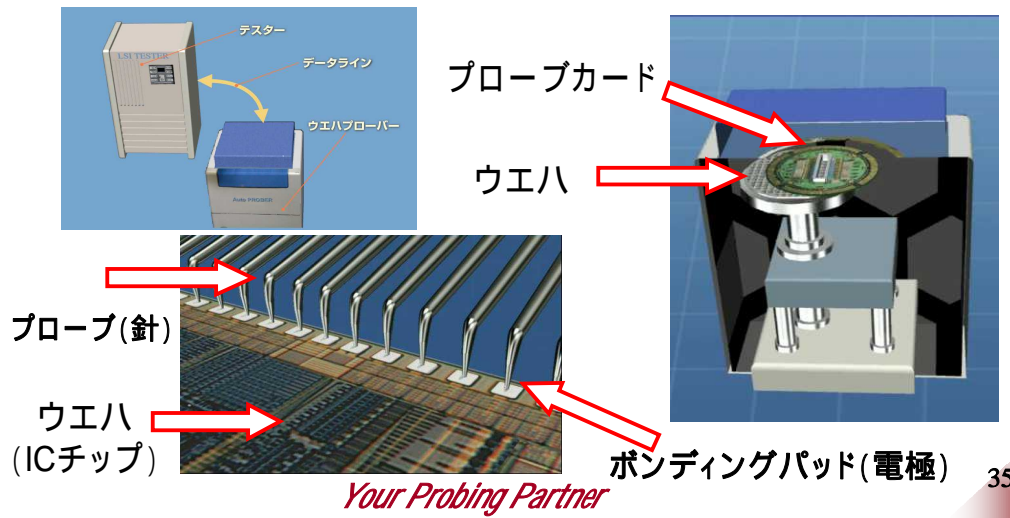 テスター
LSI TESTER
データライン
ウエハプローバー
Auto PROBER
プローブカード
ウエハ
プローブ(針)
ウエハ
(ICチップ)
ボンディングパッド(電極)
Your Probing Partner
35